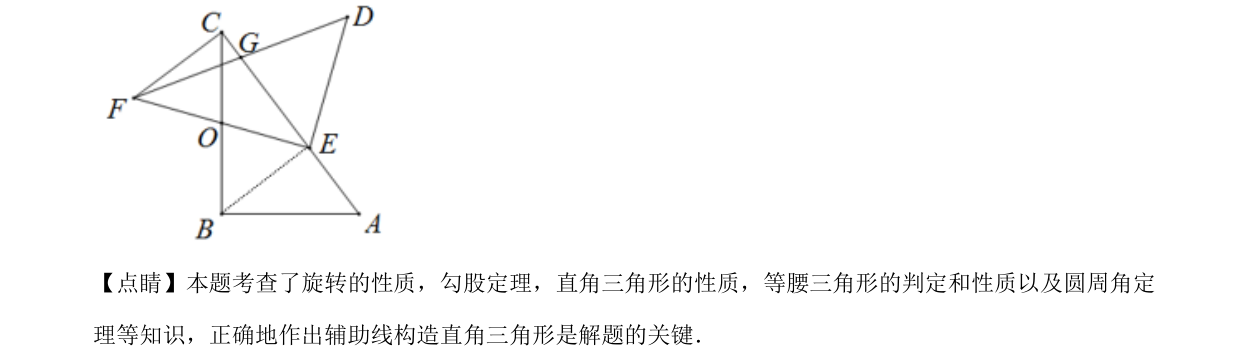 C
D
G
F
O
E
B
A
【点睛】本题考查了旋转的性质，勾股定理，直角三角形的性质，等腰三角形的判定和性质以及圆周角定
理等知识，正确地作出辅助线构造直角三角形是解题的关键．